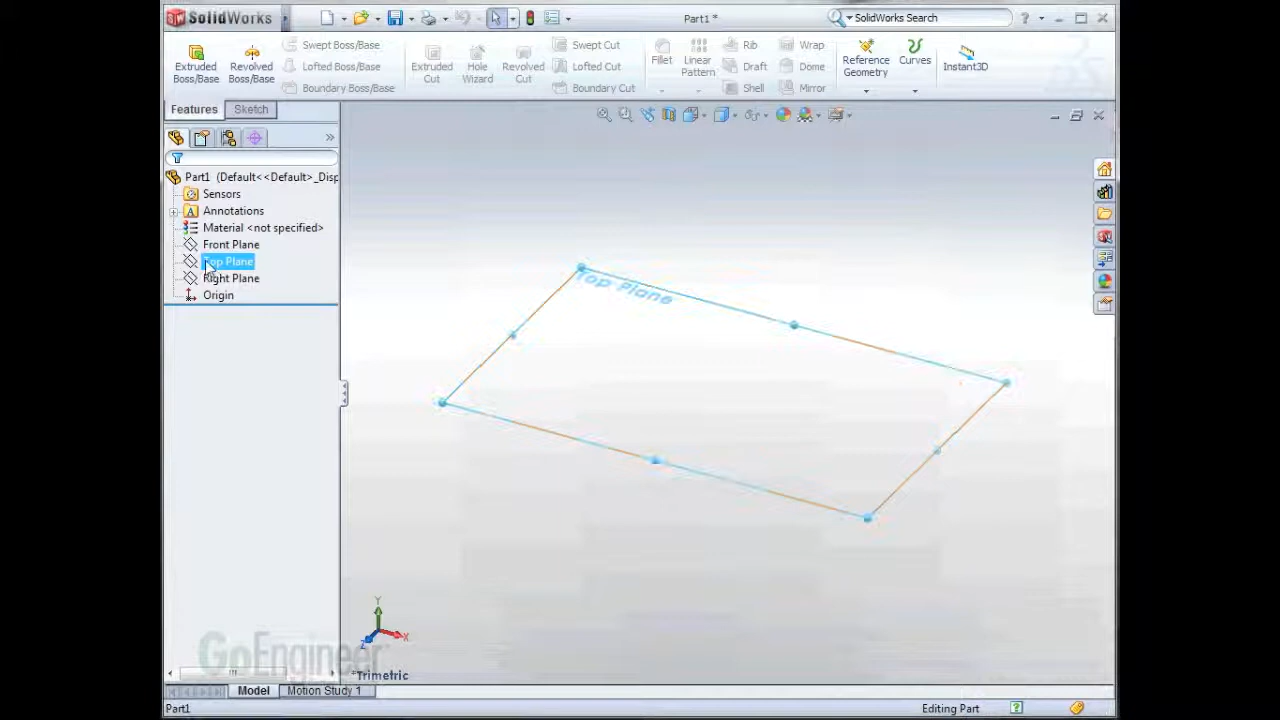 SolidWorks
Part1 *
SolidWorks Search
Extruded Boss/Base
Revolved Boss/Base
Swept Boss/Base
Lofted Boss/Base
Boundary Boss/Base
Extruded Cut
Hole Wizard
Revolved Cut
Swept Cut
Lofted Cut
Boundary Cut
Fillet
Linear Pattern
Rib
Draft
Shell
Wrap
Dome
Mirror
Reference Geometry
Curves
Instant3D
Features
Sketch
Part1 (Default<<Default>_Disp
Sensors
Annotations
Material <not specified>
Front Plane
Top Plane
Right Plane
Origin
Top Plane
Y
X
Z
GoEngineer
*Trimetric
Model
Motion Study 1
Part1
Editing Part